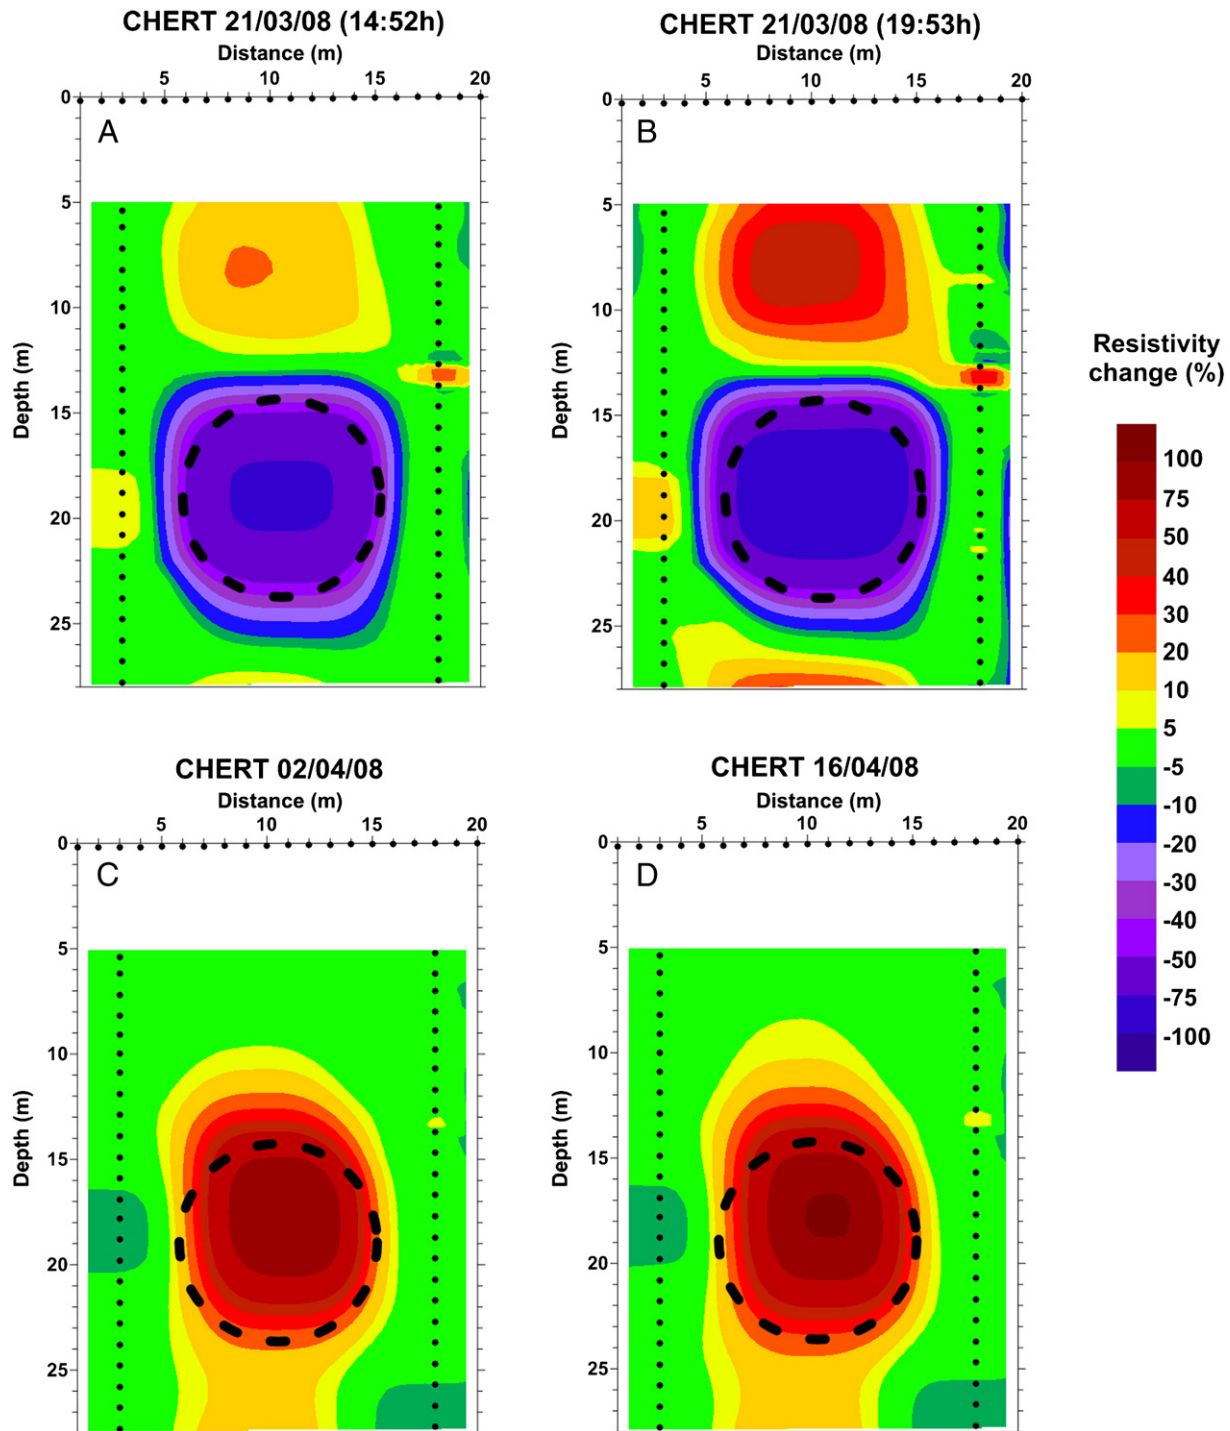 CHERT 21/03/08 (14:52h)
Distance (m)
5 10 15 20
0
A
5
10
15
20
25
Depth (m)
CHERT 21/03/08 (19:53h)
Distance (m)
5 10 15 20
0
B
5
10
15
20
25
Depth (m)
Resistivity
change (%)
100
75
50
40
30
20
10
5
-5
-10
-20
-30
-40
-50
-75
-100
CHERT 02/04/08
Distance (m)
5 10 15 20
0
C
5
10
15
20
25
Depth (m)
CHERT 16/04/08
Distance (m)
5 10 15 20
0
D
5
10
15
20
25
Depth (m)